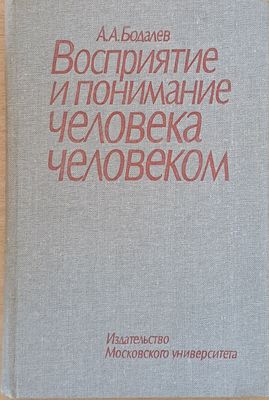 А.А.Бодалев
Восприятие
и понимание
человека
человеком
Издательство
Московского университета